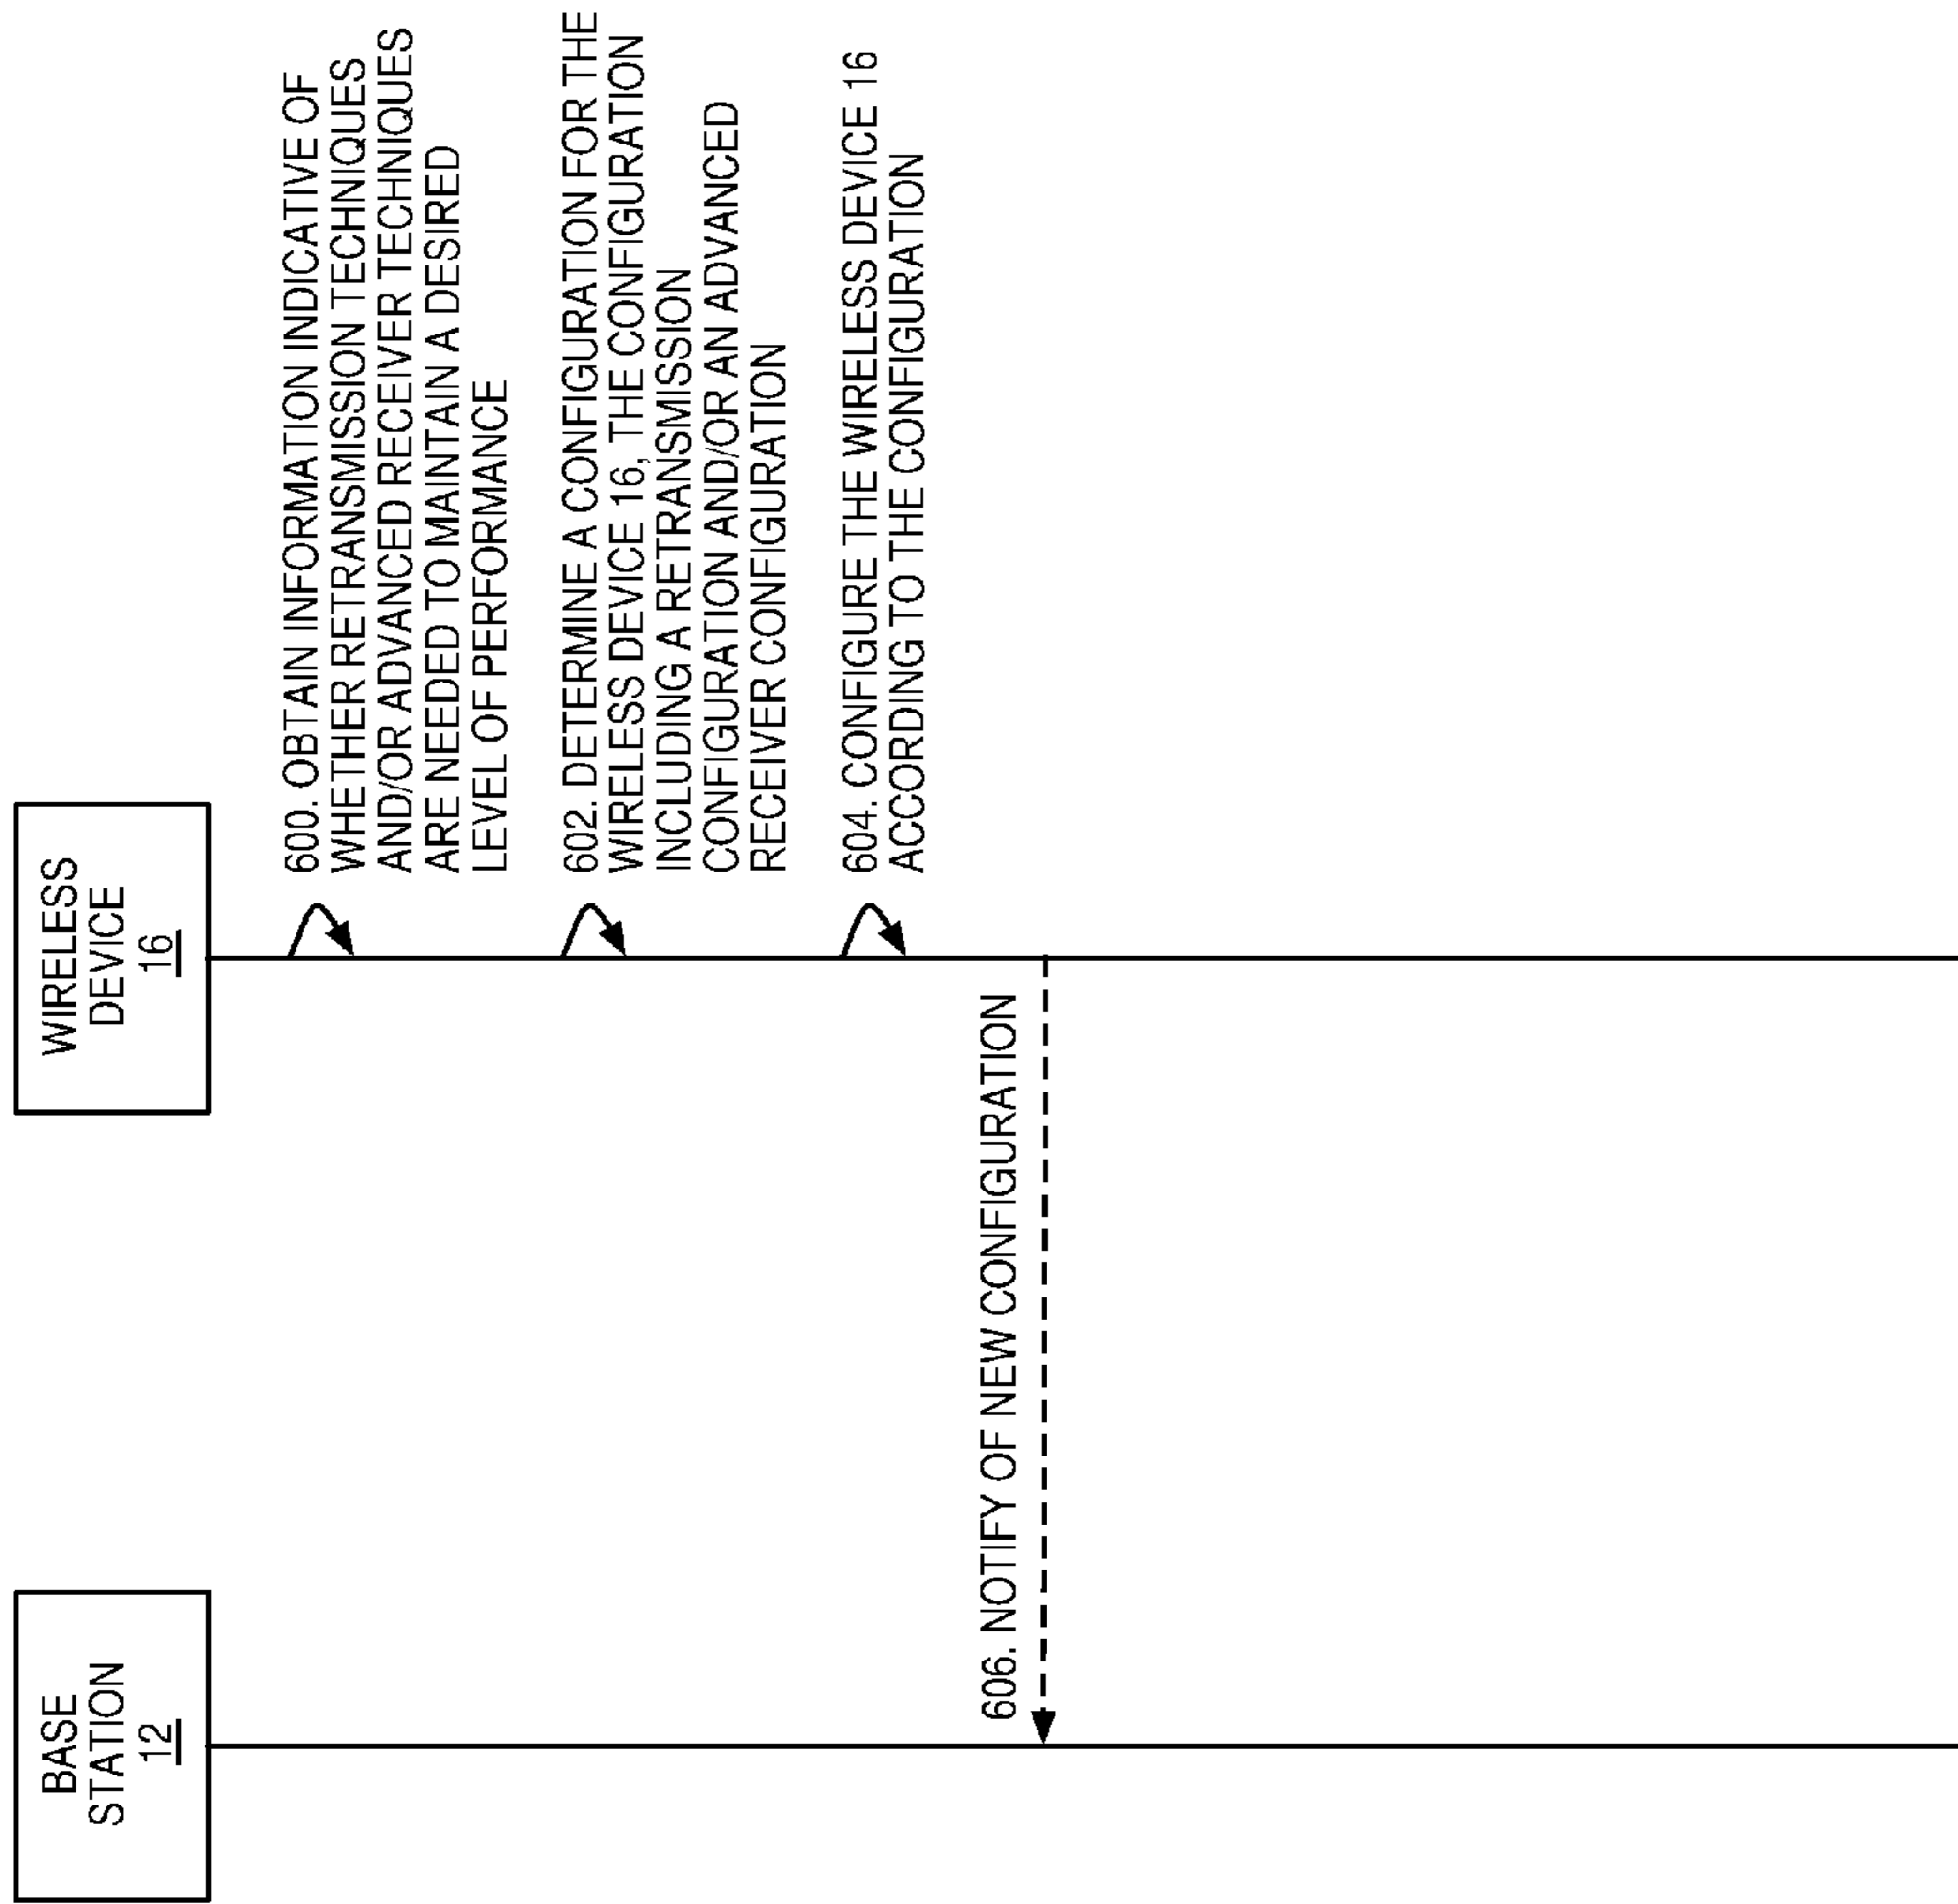 BASE
STATION
12
WIRELESS
DEVICE
16
600. OBTAIN INFORMATION INDICATIVE OF
WHETHER RETRANSMISSION TECHNIQUES
AND/OR ADVANCED RECEIVER TECHNIQUES
ARE NEEDED TO MAINTAIN A DESIRED
LEVEL OF PERFORMANCE
602. DETERMINE A CONFIGURATION FOR THE
WIRELESS DEVICE 16, THE CONFIGURATION
INCLUDING A RETRANSMISSION
CONFIGURATION AND/OR AN ADVANCED
RECEIVER CONFIGURATION
604. CONFIGURE THE WIRELESS DEVICE 16
ACCORDING TO THE CONFIGURATION
606. NOTIFY OF NEW CONFIGURATION